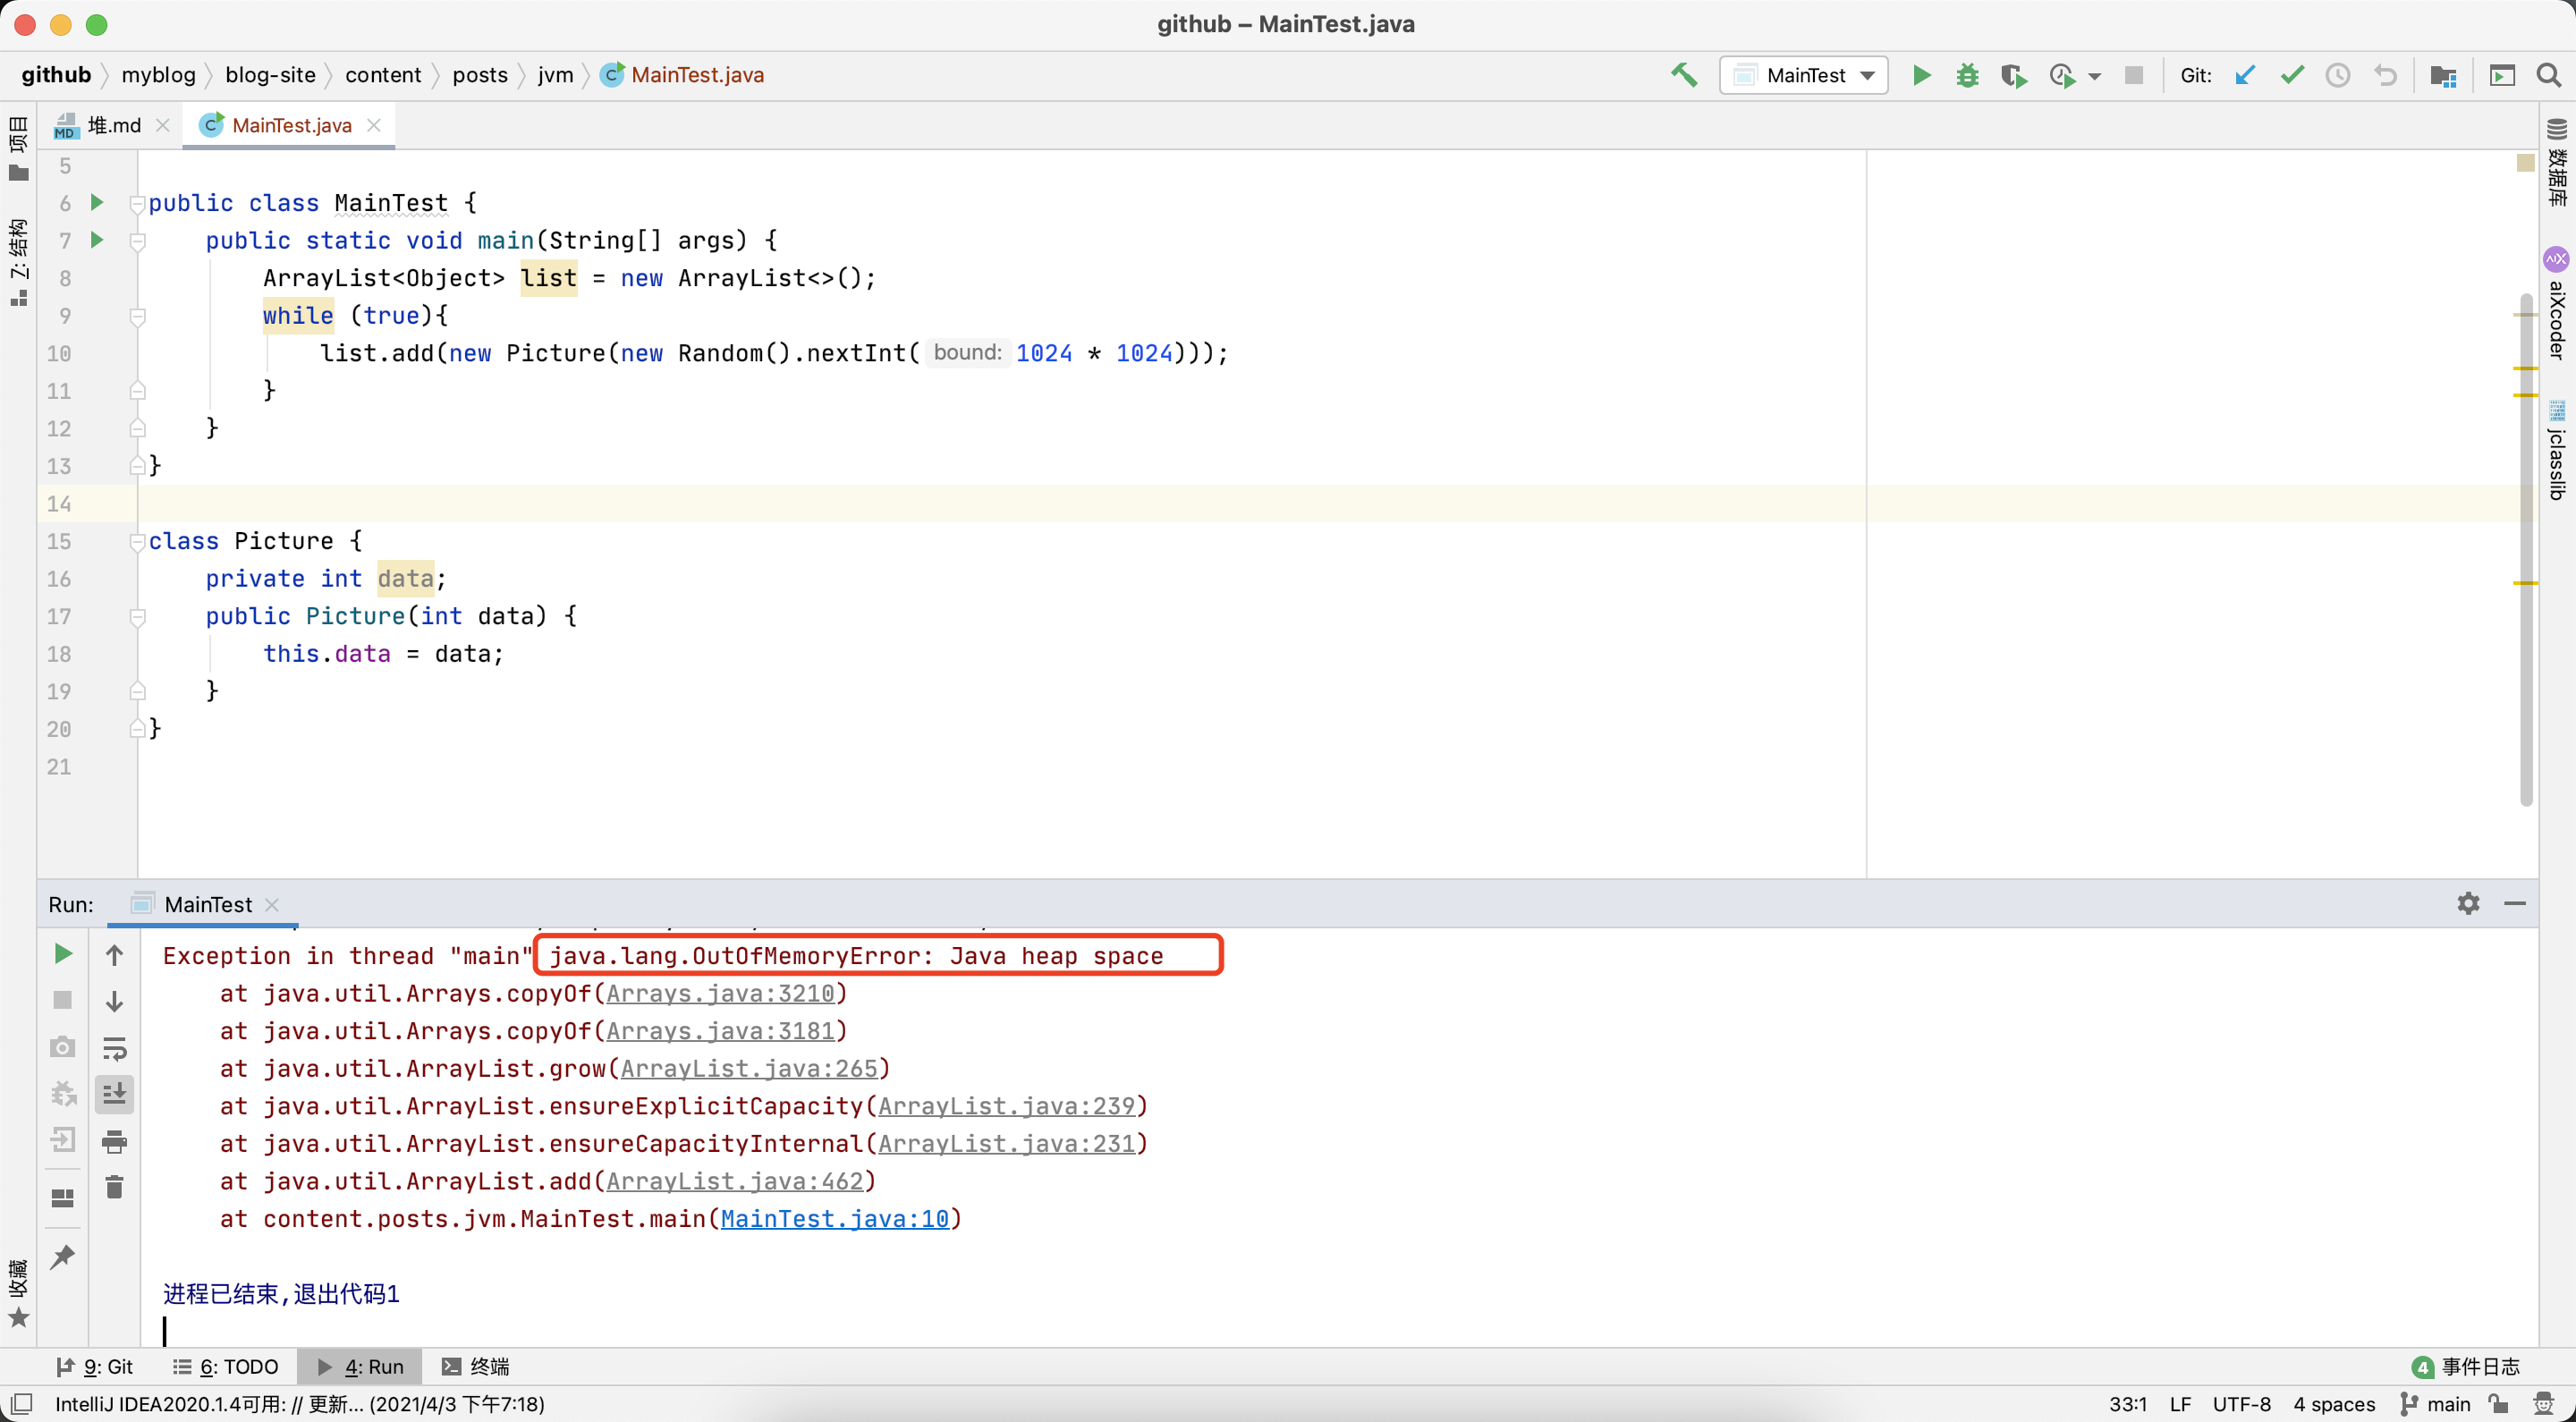 github – MainTest.java
github myblog blog-site content posts jvm MainTest.java
MainTest
Git:
堆.md MainTest.java
项目
Z: 结构
收藏
数据库
aiXcoder
jclasslib
5
6 public class MainTest {
7 public static void main(String[] args) {
8 ArrayList<Object> list = new ArrayList<>();
9 while (true){
10 list.add(new Picture(new Random().nextInt( bound: 1024 * 1024)));
11 }
12 }
13 }
14
15 class Picture {
16 private int data;
17 public Picture(int data) {
18 this.data = data;
19 }
20 }
21
Run: MainTest
Exception in thread "main" java.lang.OutOfMemoryError: Java heap space
at java.util.Arrays.copyOf(Arrays.java:3210)
at java.util.Arrays.copyOf(Arrays.java:3181)
at java.util.ArrayList.grow(ArrayList.java:265)
at java.util.ArrayList.ensureExplicitCapacity(ArrayList.java:239)
at java.util.ArrayList.ensureCapacityInternal(ArrayList.java:231)
at java.util.ArrayList.add(ArrayList.java:462)
at content.posts.jvm.MainTest.main(MainTest.java:10)
进程已结束,退出代码1
9: Git 6: TODO 4: Run 终端 4 事件日志
IntelliJ IDEA2020.1.4可用: // 更新... (2021/4/3 下午7:18) 33:1 LF UTF-8 4 spaces main